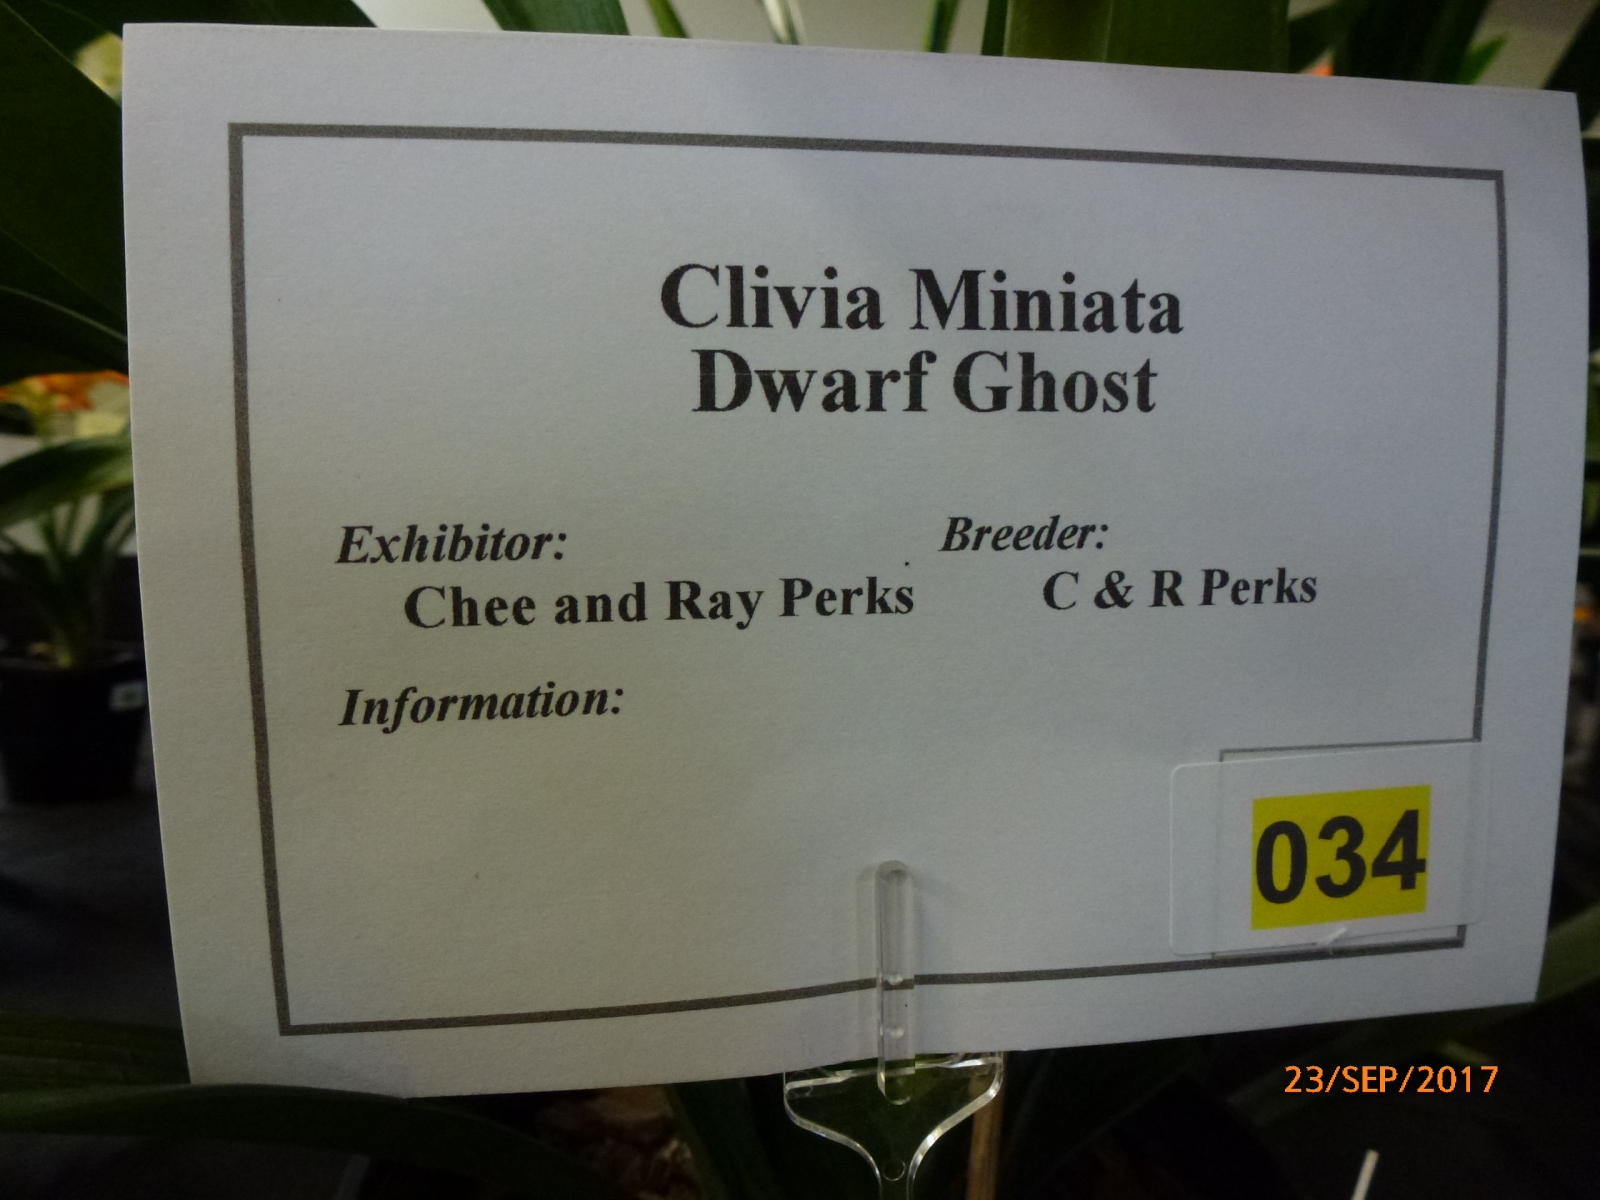 Clivia Miniata
Dwarf Ghost
Exhibitor:
Chee and Ray Perks
Breeder:
C & R Perks
Information:
034
23/SEP/2017